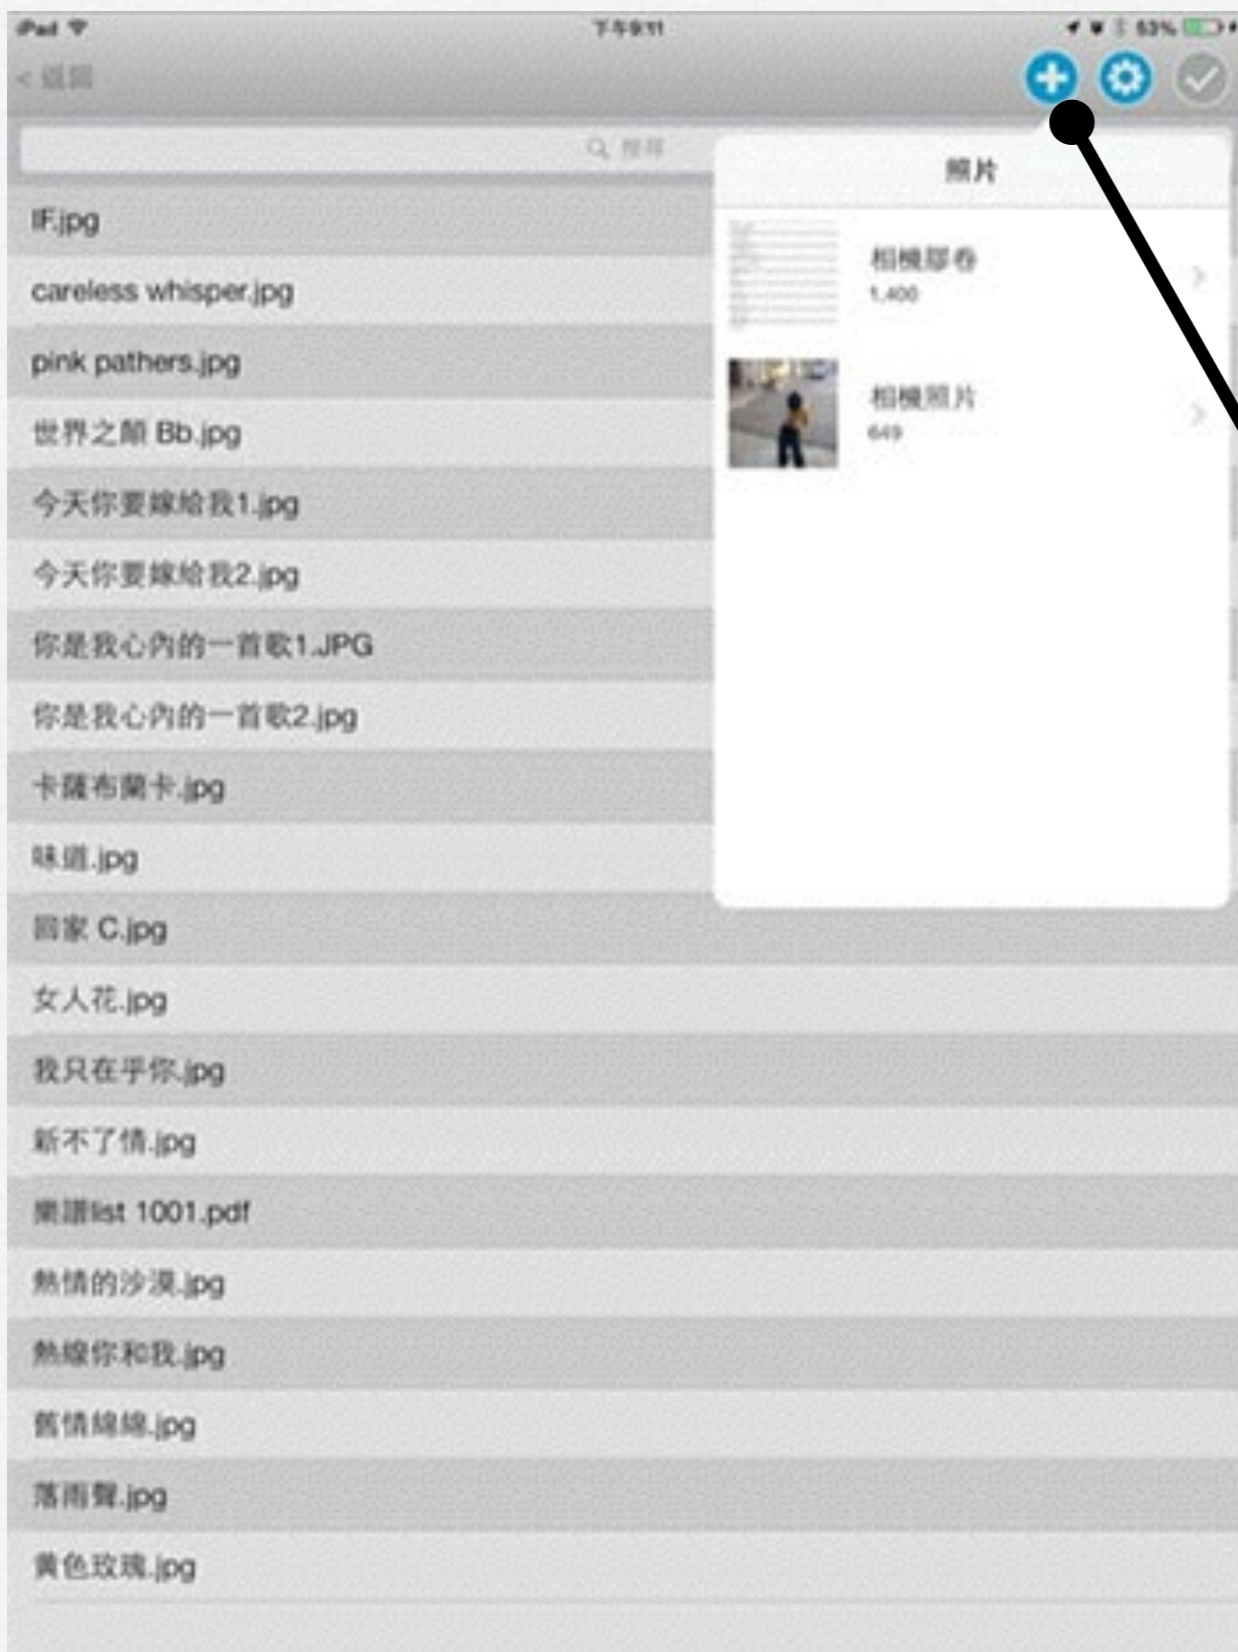 iPad
下午9:11
53%
< 返回
搜尋
照片
IF.jpg
相機膠卷
1,400
careless whisper.jpg
pink pathers.jpg
相機照片
649
世界之顛 Bb.jpg
今天你要嫁給我1.jpg
今天你要嫁給我2.jpg
你是我心內的一首歌1.JPG
你是我心內的一首歌2.jpg
卡薩布蘭卡.jpg
味道.jpg
回家 C.jpg
女人花.jpg
我只在乎你.jpg
新不了情.jpg
樂譜list 1001.pdf
熱情的沙漠.jpg
熱線你和我.jpg
舊情綿綿.jpg
落雨聲.jpg
黄色玫瑰.jpg